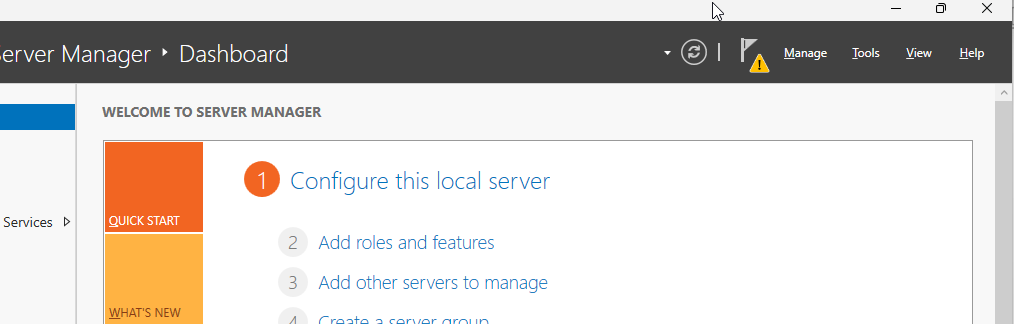 erver Manager ‣ Dashboard
Manage Tools View Help
WELCOME TO SERVER MANAGER
Services
QUICK START
WHAT'S NEW
1 Configure this local server
2 Add roles and features
3 Add other servers to manage
4 Create a server group